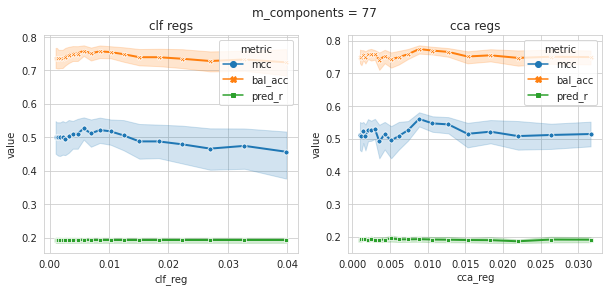 m_components = 77
clf regs
value
0.8
0.7
0.6
0.5
0.4
0.3
0.2
0.00
0.01
0.02
0.03
0.04
clf_reg
metric
mcc
bal_acc
pred_r
cca regs
value
0.8
0.7
0.6
0.5
0.4
0.3
0.2
0.000
0.005
0.010
0.015
0.020
0.025
0.030
cca_reg
metric
mcc
bal_acc
pred_r